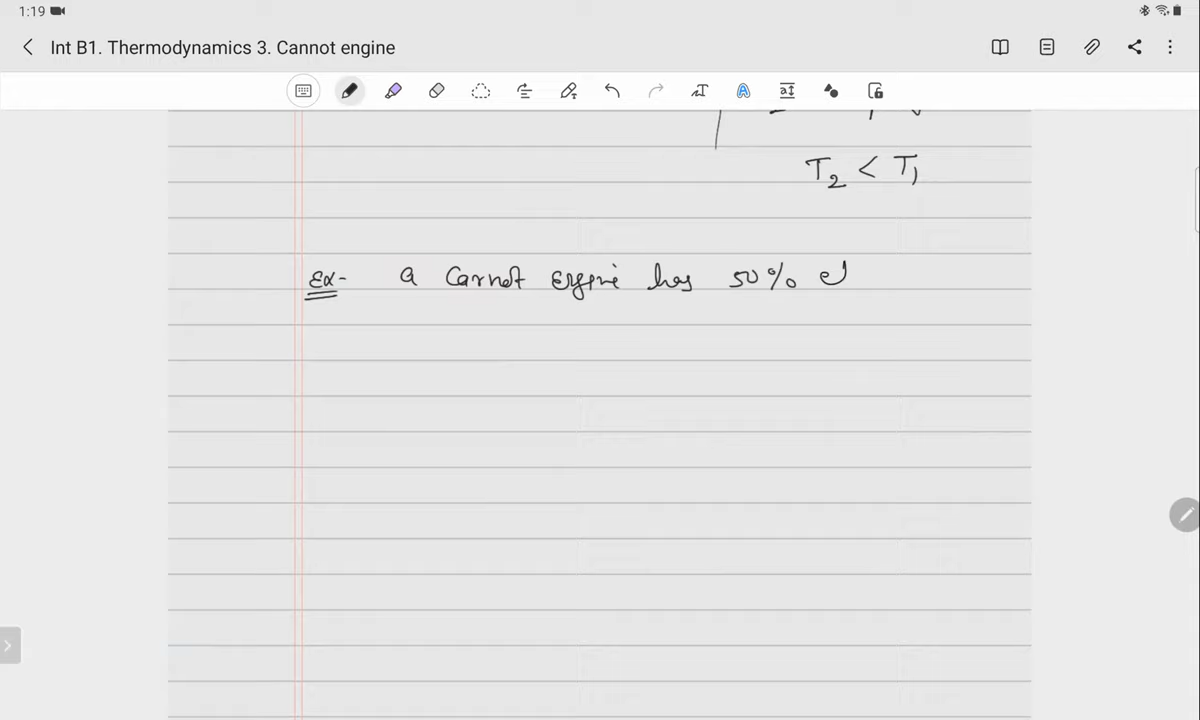 1:19
Int B1. Thermodynamics 3. Cannot engine
T2 < T1
Ex- a Carnot Engine has 50% e